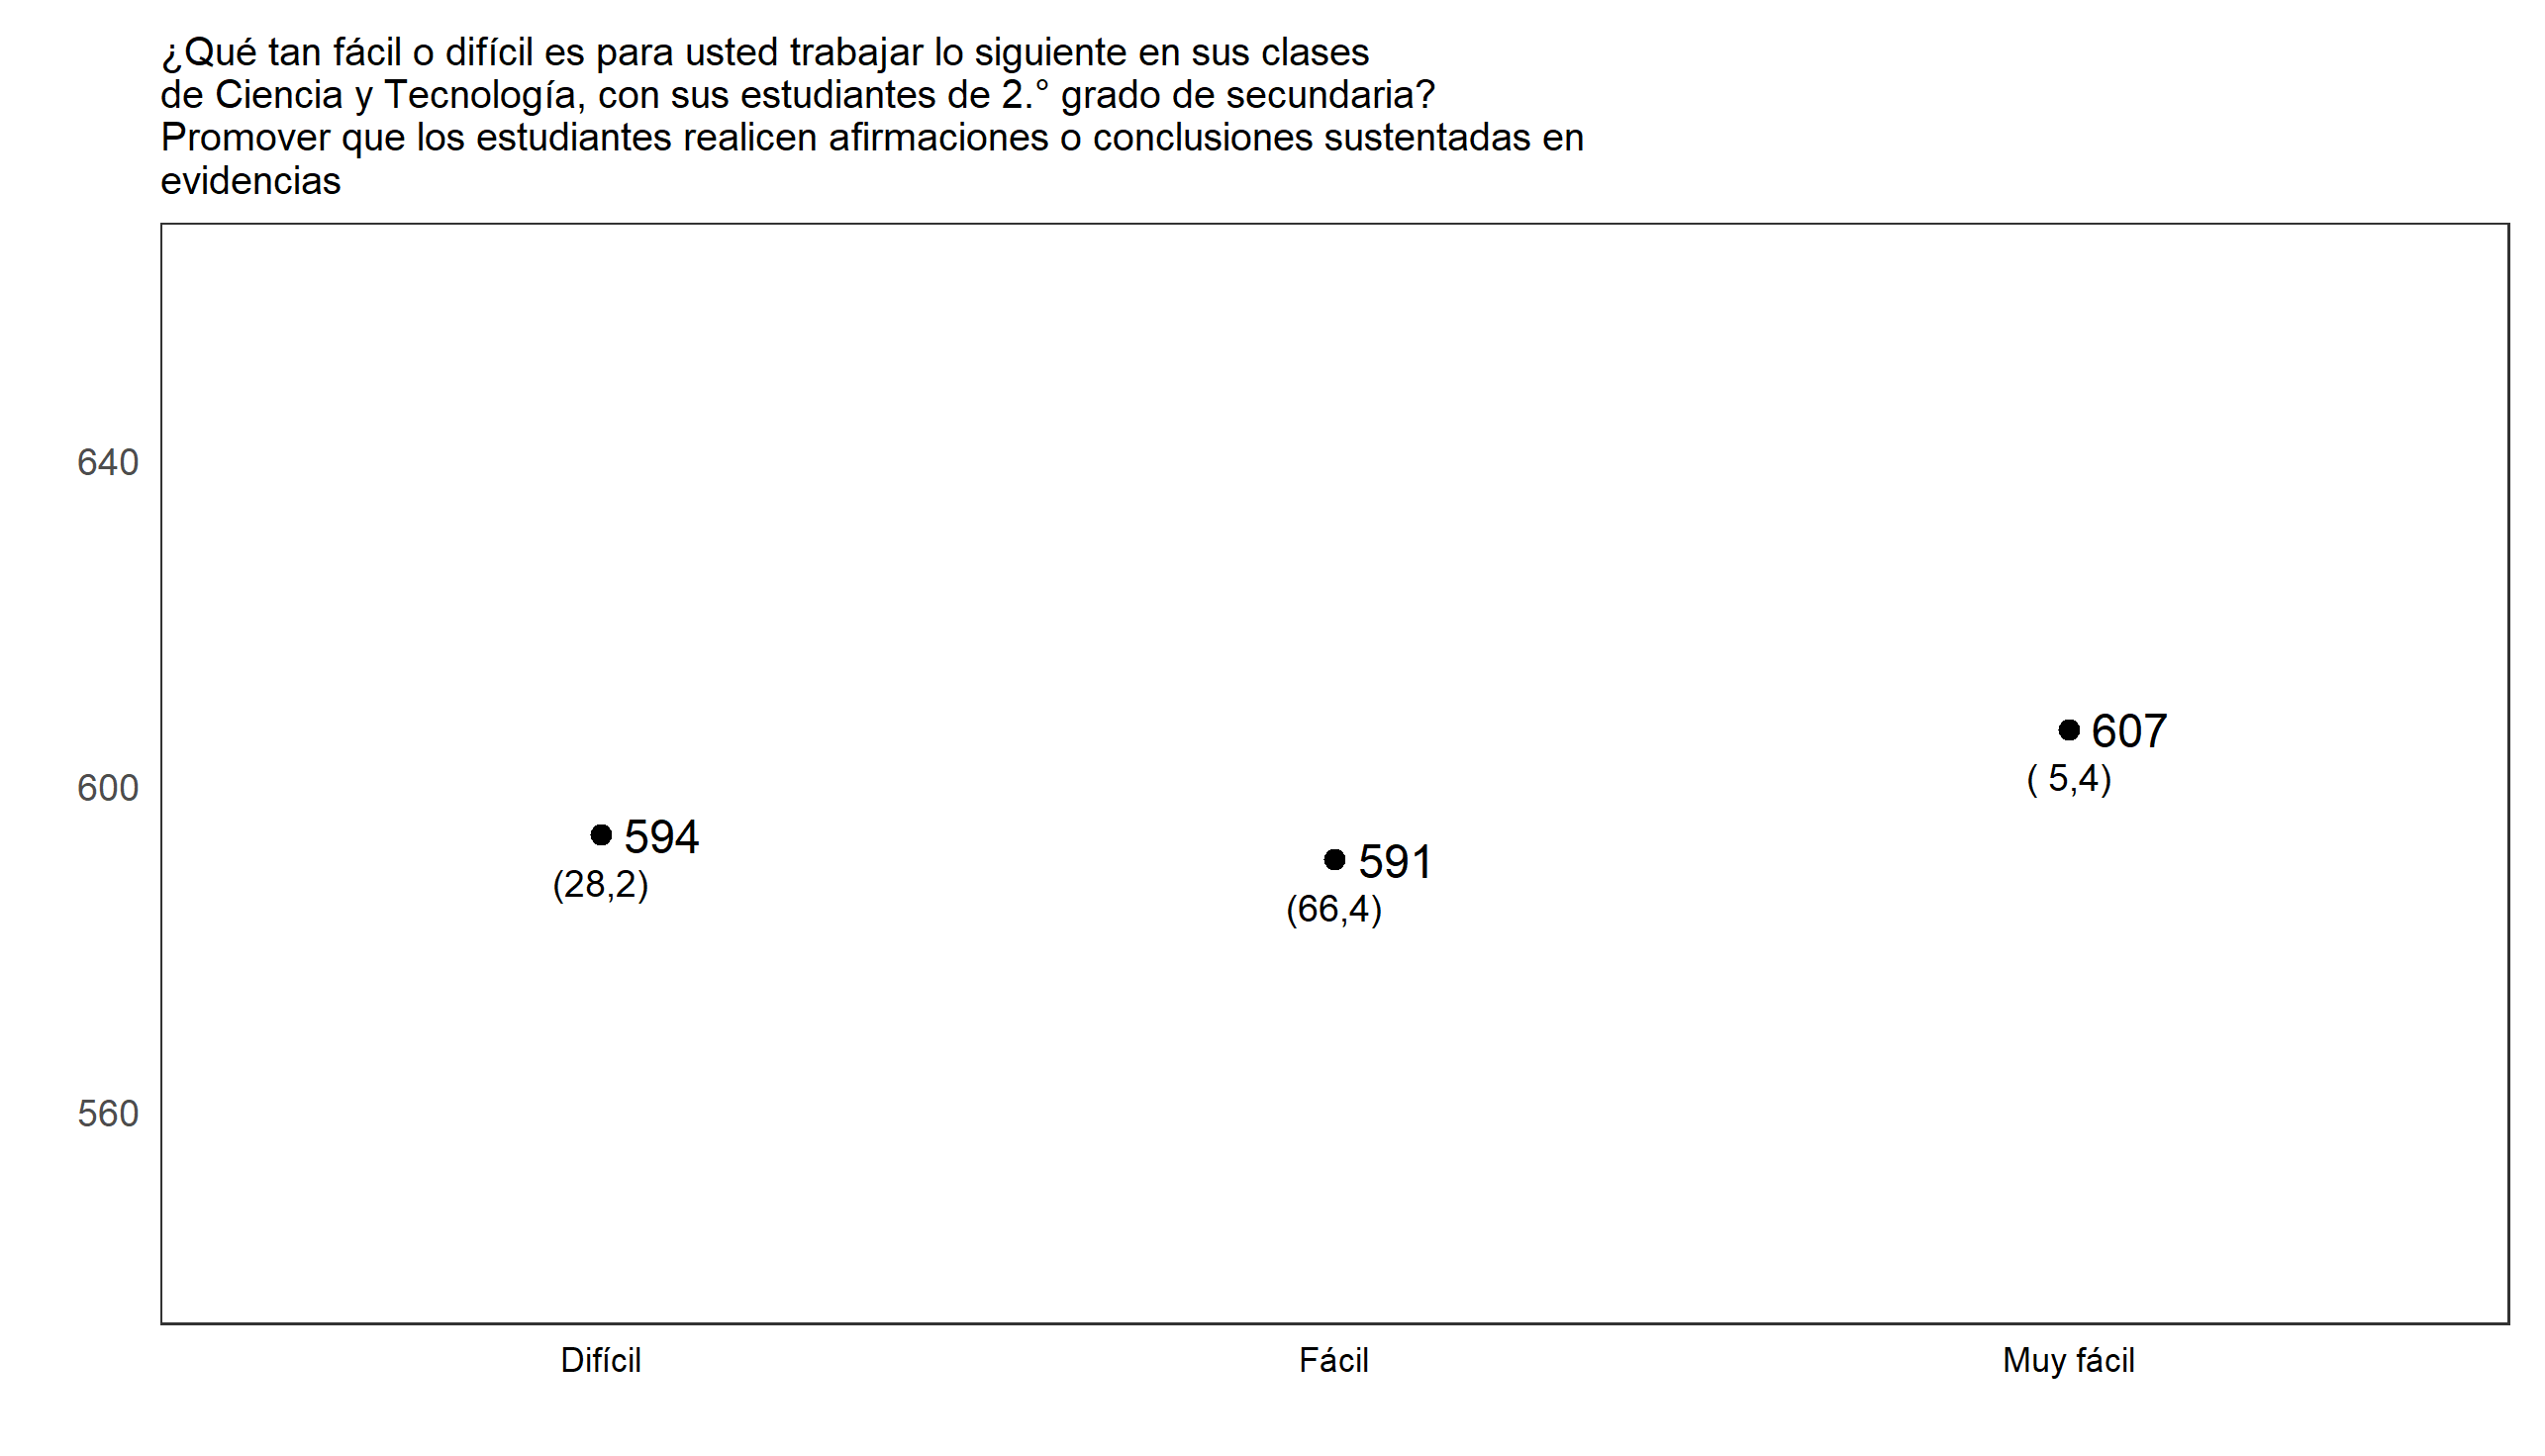 ¿Qué tan fácil o difícil es para usted trabajar lo siguiente en sus clases
de Ciencia y Tecnología, con sus estudiantes de 2.° grado de secundaria?
Promover que los estudiantes realicen afirmaciones o conclusiones sustentadas en
evidencias
640
600
560
607
( 5,4)
594
(28,2)
591
(66,4)
Difícil
Fácil
Muy fácil